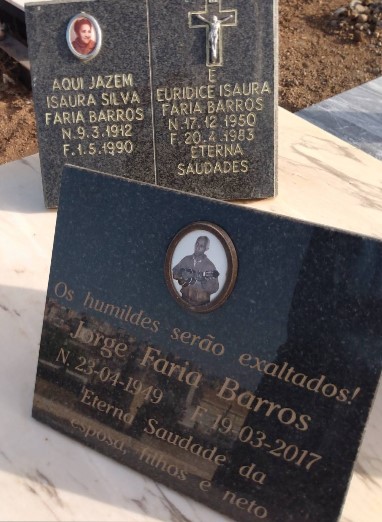 AQUI JAZEM
ISAURA SILVA
FARIA BARROS
N.9.3.1912
F.1.5.1990
E
EURIDICE ISAURA
FARIA BARROS
N.17.12 1950
F.20.4 1983
ETERNA
SAUDADES
Os humildes serão exaltados!
Jorge Faria Barros
N. 23-04-1949 F. 19-03-2017
Eterna Saudade da
esposa, filhos e neto